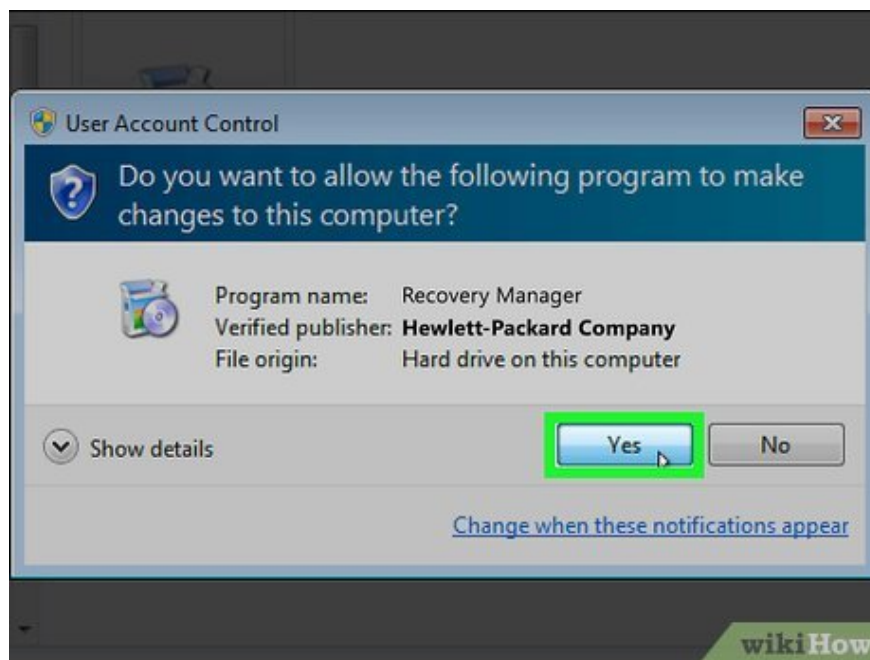 User Account Control
Do you want to allow the following program to make
changes to this computer?
Program name: Recovery Manager
Verified publisher: Hewlett-Packard Company
File origin: Hard drive on this computer
Show details
Yes
No
Change when these notifications appear
wikiHow